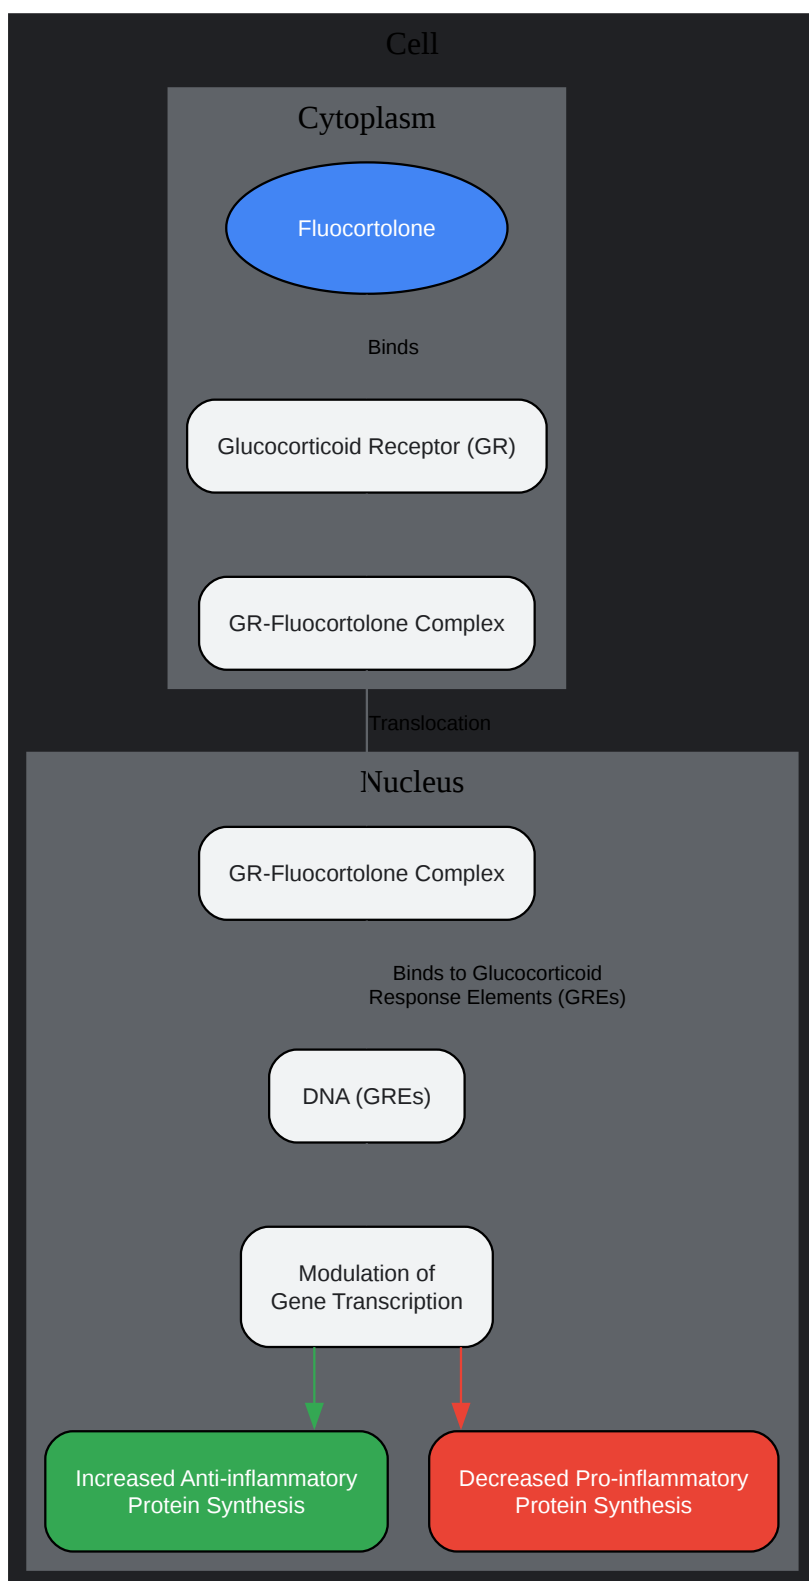 Cell
Cytoplasm
Fluocortolone
Binds
Glucocorticoid Receptor (GR)
GR-Fluocortolone Complex
Translocation
Nucleus
GR-Fluocortolone Complex
Binds to Glucocorticoid
Response Elements (GREs)
DNA (GREs)
Modulation of
Gene Transcription
Increased Anti-inflammatory
Protein Synthesis
Decreased Pro-inflammatory
Protein Synthesis